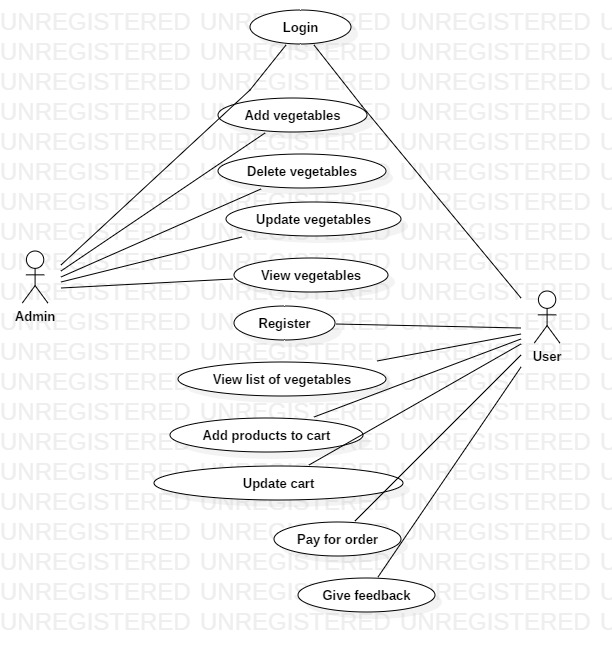 Login
Add vegetables
Delete vegetables
Update vegetables
View vegetables
Admin
Register
User
View list of vegetables
Add products to cart
Update cart
Pay for order
Give feedback
UNREGISTERED UNREGISTERED UNREGISTERED